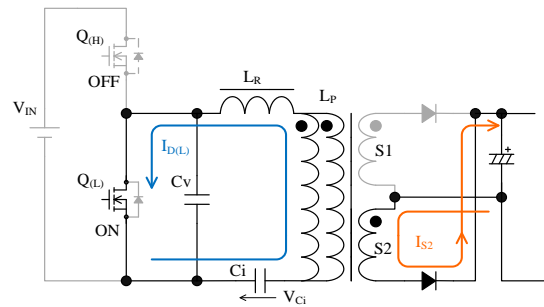 Q(H)
OFF
VIN
LR
LP
ID(L)
S1
Q(L)
Cv
ON
S2
IS2
Ci
VCi
+